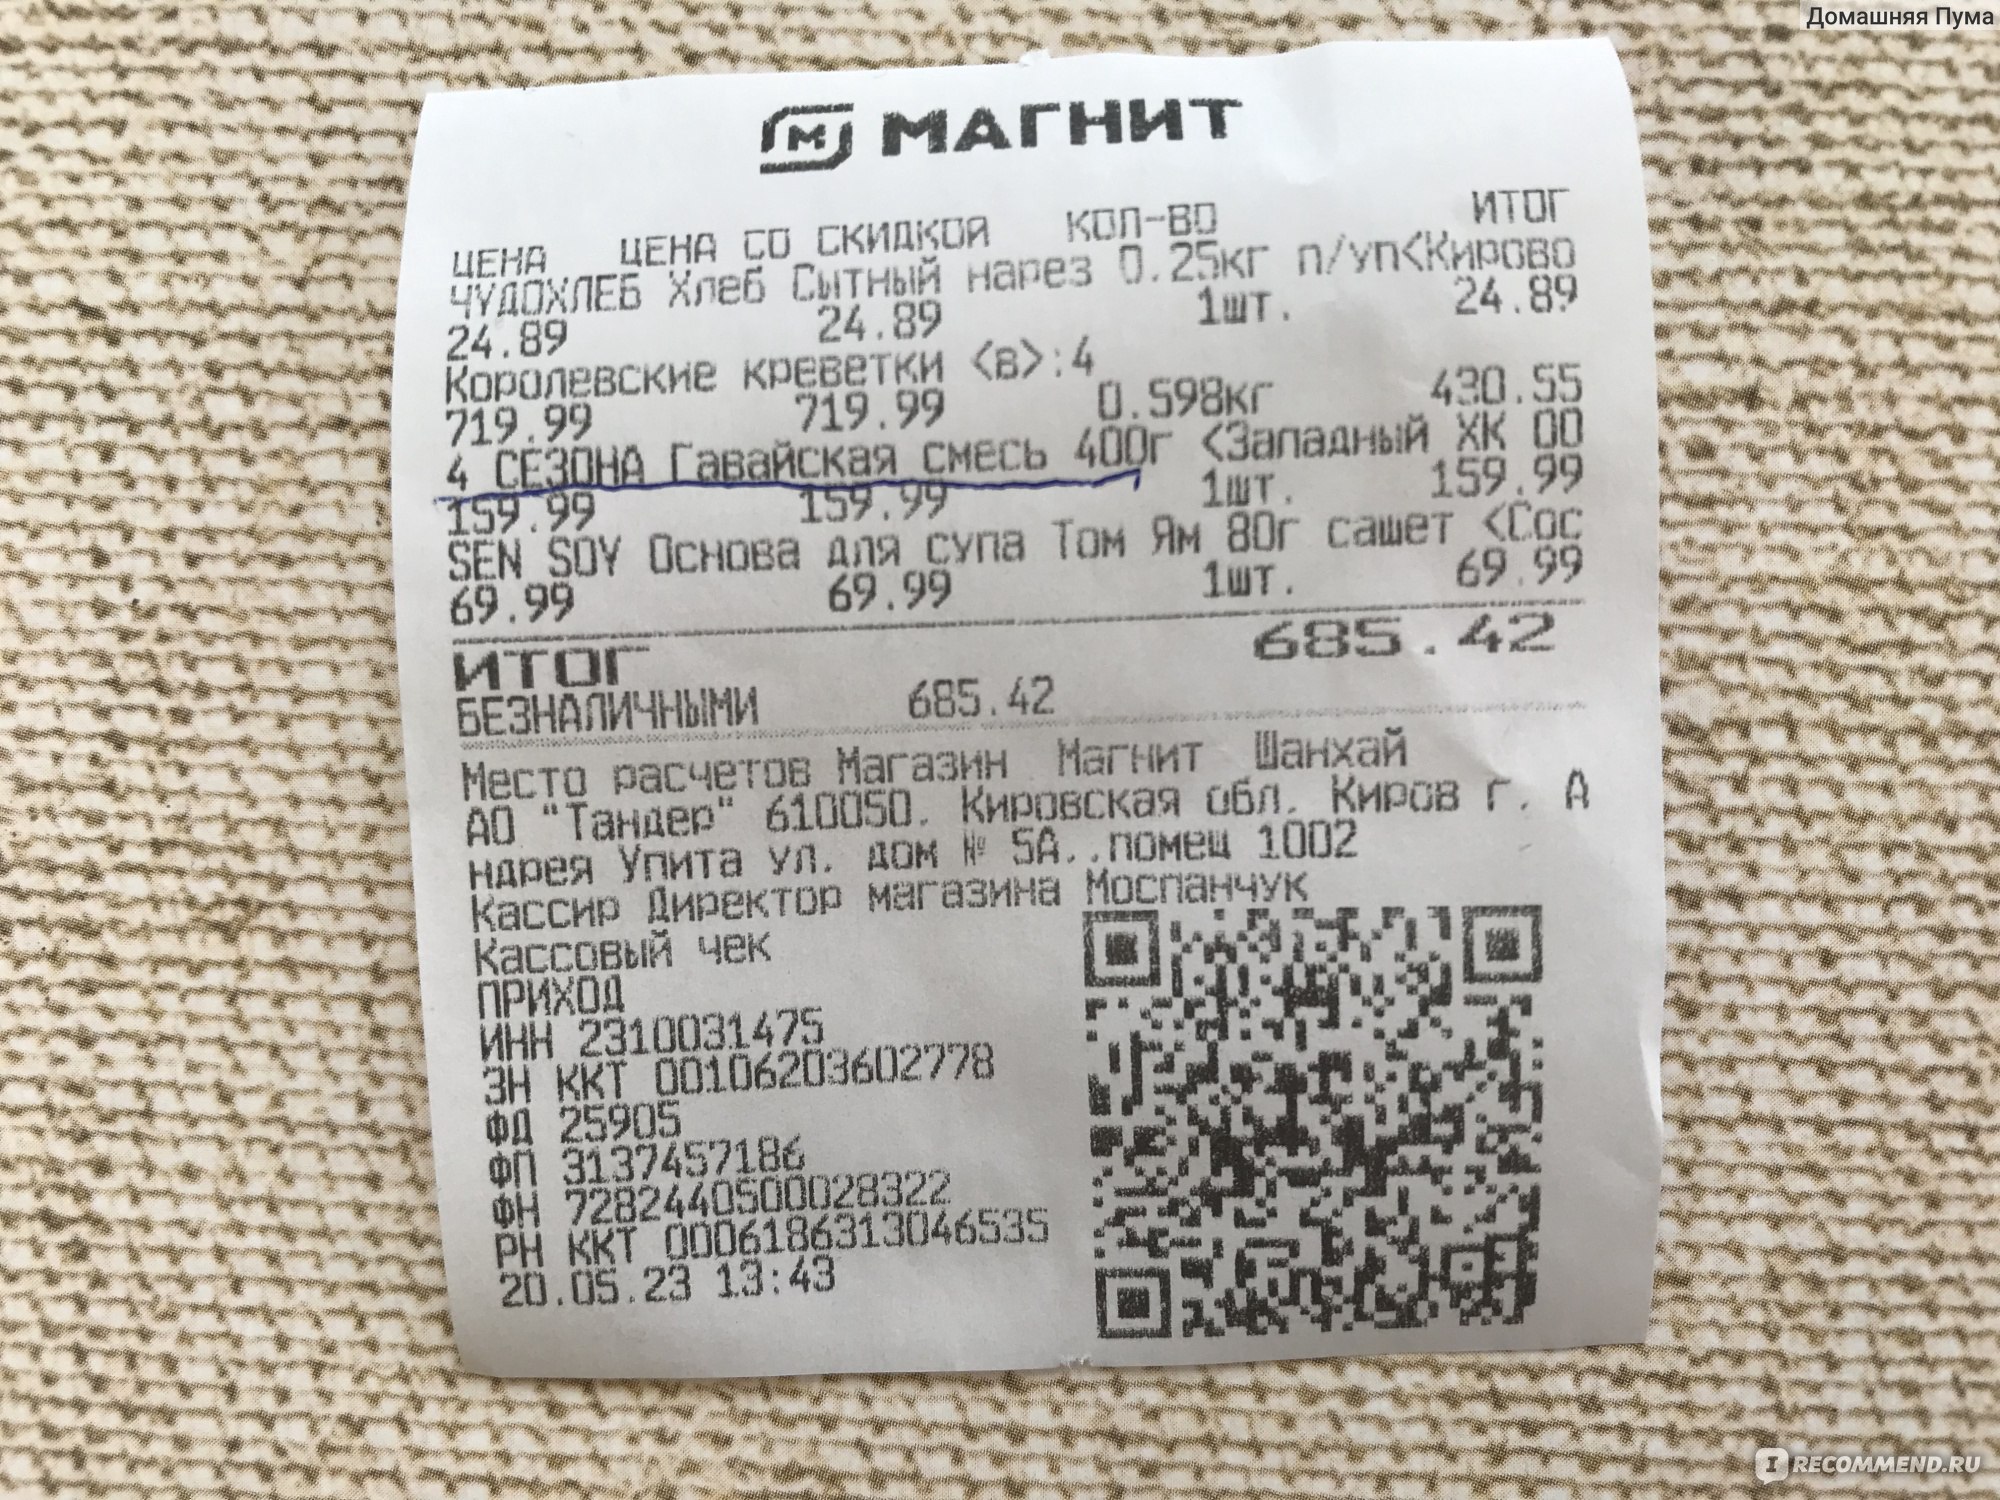 Домашняя Пума
М МАГНИТ
ЦЕНА ЦЕНА СО СКИДКОЙ КОЛ-ВО ИТОГ
ЧУДОХЛЕБ Хлеб Сытный нарез 0.25кг п/уп<Кирово
24.89 24.89 1шт. 24.89
Королевские креветки <в>:4
719.99 719.99 0.598кг 430.55
4 СЕЗОНА Гавайская смесь 400г <Западный ХК ОО
159.99 159.99 1шт. 159.99
SEN SOY Основа для супа Том Ям 80г сашет <Сос
69.99 69.99 1шт. 69.99
ИТОГ 685.42
БЕЗНАЛИЧНЫМИ 685.42
Место расчетов Магазин Магнит Шанхай
АО "Тандер" 610050, Кировская обл, Киров г, А
ндрея Упита ул, дом № 5А,,помещ 1002
Кассир Директор магазина Моспанчук
Кассовый чек
ПРИХОД
ИНН 2310031475
ЗН ККТ 00106203602778
ФД 25905
ФП 3137457186
ФН 7282440500028322
РН ККТ 0006186313046535
20.05.23 13:43
I RECOMMEND.RU